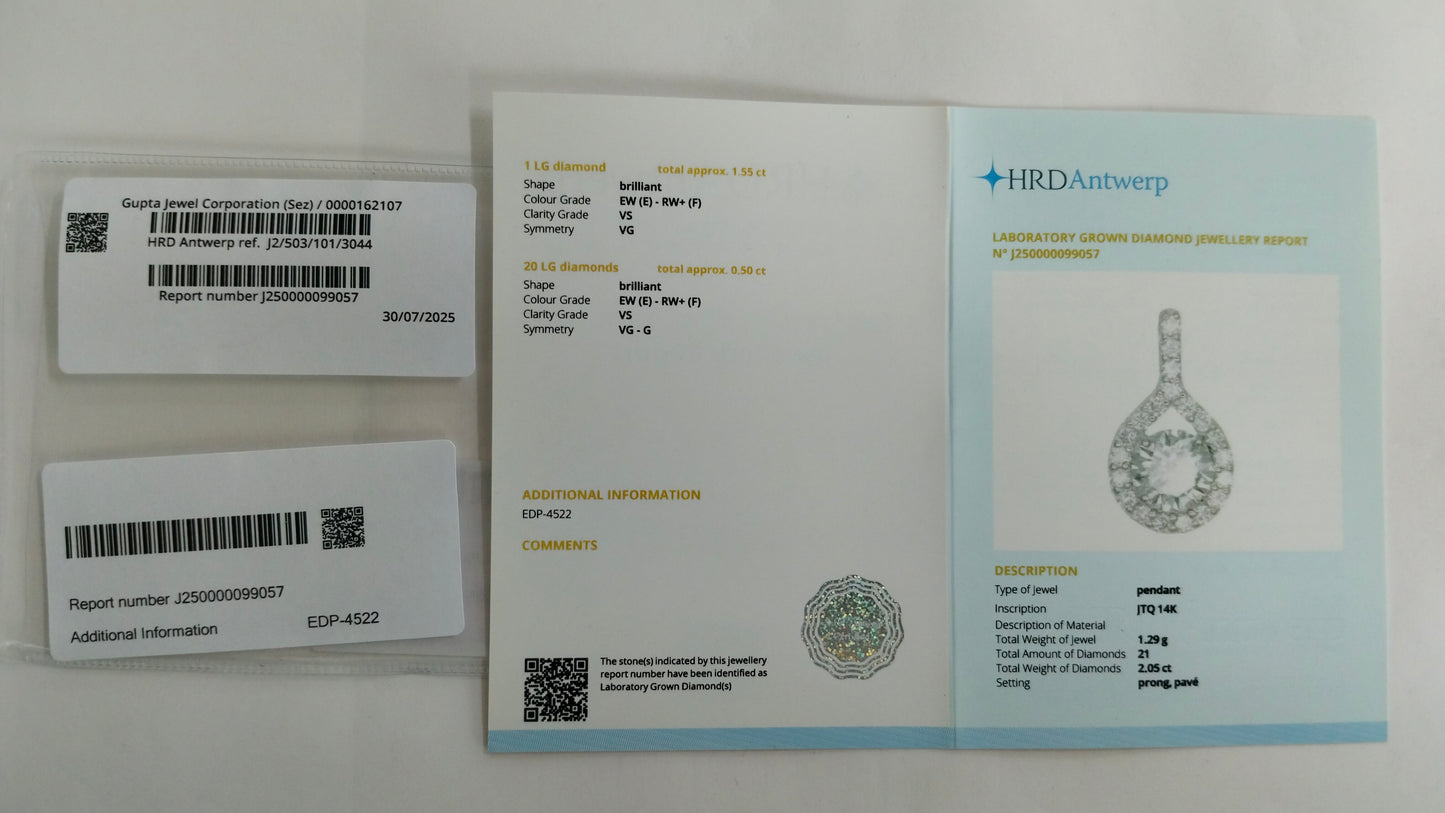 Gupta Jewel Corporation (Sez) / 0000162107
HRD Antwerp ref. J2/503/101/3044
Report number J250000099057
30/07/2025
Report number J250000099057
Additional Information EDP-4522
1 LG diamond total approx. 1.55 ct
Shape brilliant
Colour Grade EW (E) - RW+ (F)
Clarity Grade VS
Symmetry VG
20 LG diamonds total approx. 0.50 ct
Shape brilliant
Colour Grade EW (E) - RW+ (F)
Clarity Grade VS
Symmetry VG - G
ADDITIONAL INFORMATION
EDP-4522
COMMENTS
The stone(s) indicated by this jewellery
report number have been identified as
Laboratory Grown Diamond(s)
HRDAntwerp
LABORATORY GROWN DIAMOND JEWELLERY REPORT
N° J250000099057
DESCRIPTION
Type of jewel pendant
Inscription JTQ 14K
Description of Material
Total Weight of Jewel 1.29 g
Total Amount of Diamonds 21
Total Weight of Diamonds 2.05 ct
Setting prong, pavé